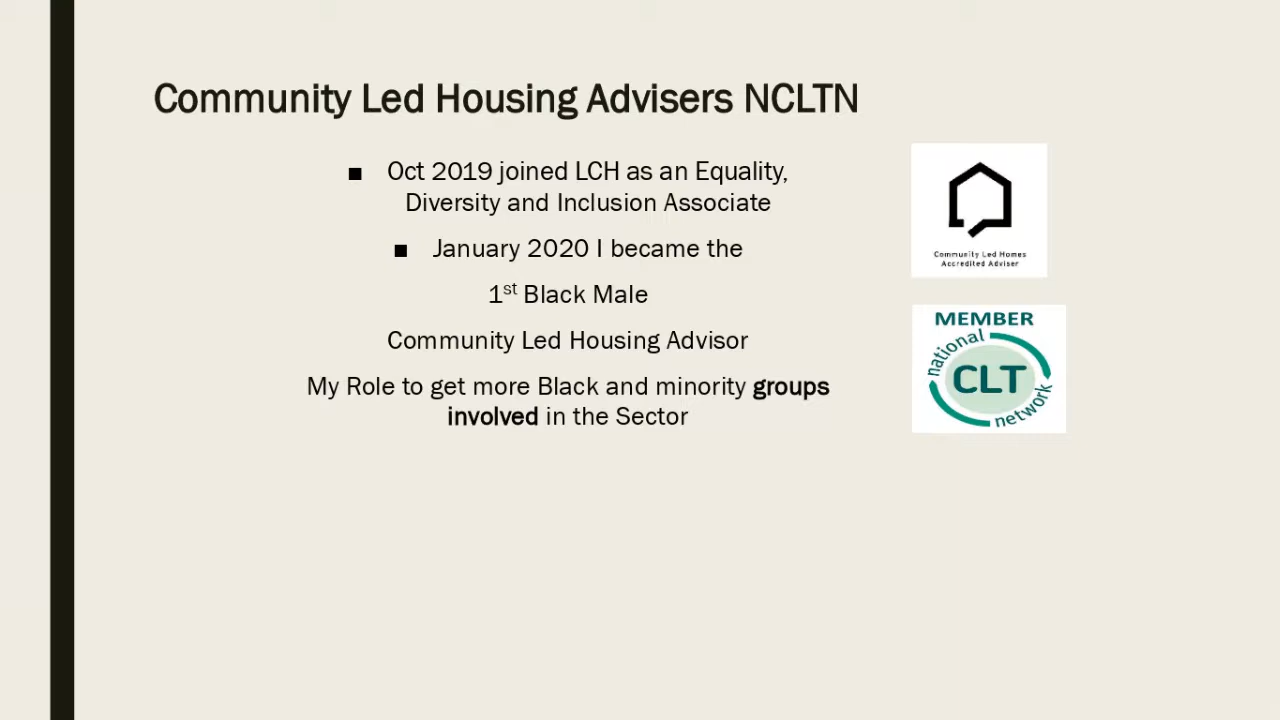 Community Led Housing Advisers NCLTN
■ Oct 2019 joined LCH as an Equality,
Diversity and Inclusion Associate
■ January 2020 I became the
1st Black Male
Community Led Housing Advisor
My Role to get more Black and minority groups
involved in the Sector
Community Led Homes
Accredited Adviser
MEMBER
national
CLT
network